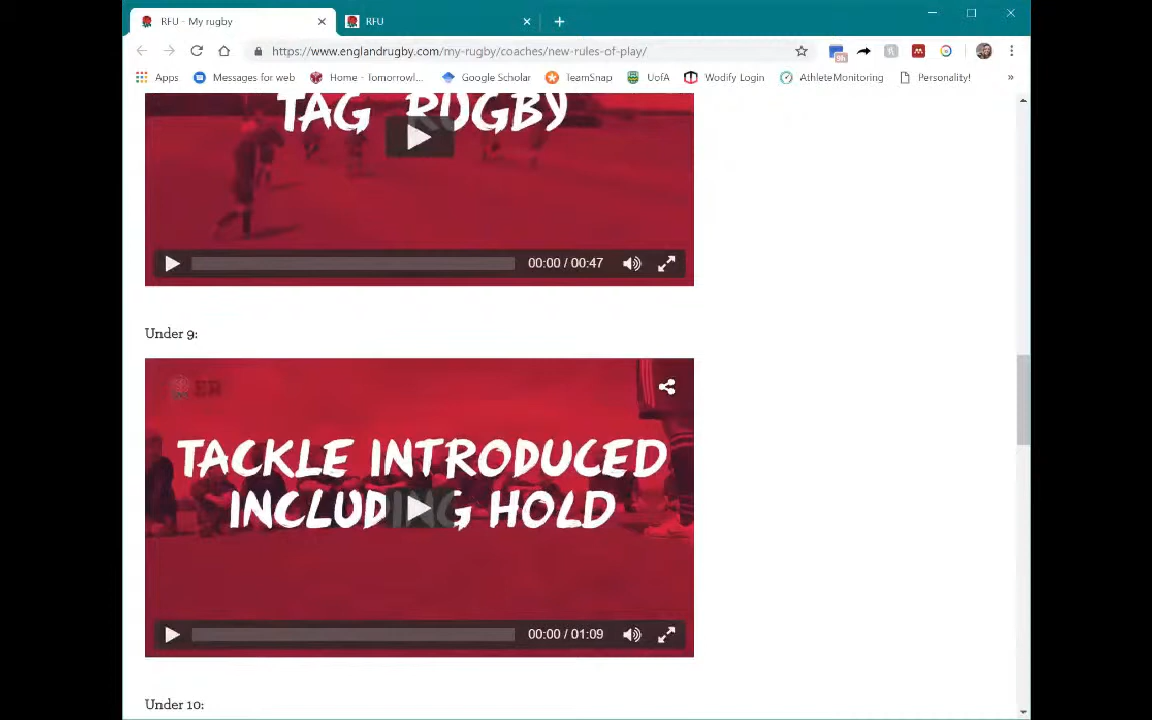 RFU - My rugby
RFU
https://www.englandrugby.com/my-rugby/coaches/new-rules-of-play/
9h
Apps
Messages for web
Home - Tomorrowl...
Google Scholar
TeamSnap
UofA
Wodify Login
AthleteMonitoring
Personality!
»
TAG RUGBY
00:00 / 00:47
Under 9:
ER
TACKLE INTRODUCED
INCLUDING HOLD
00:00 / 01:09
Under 10: